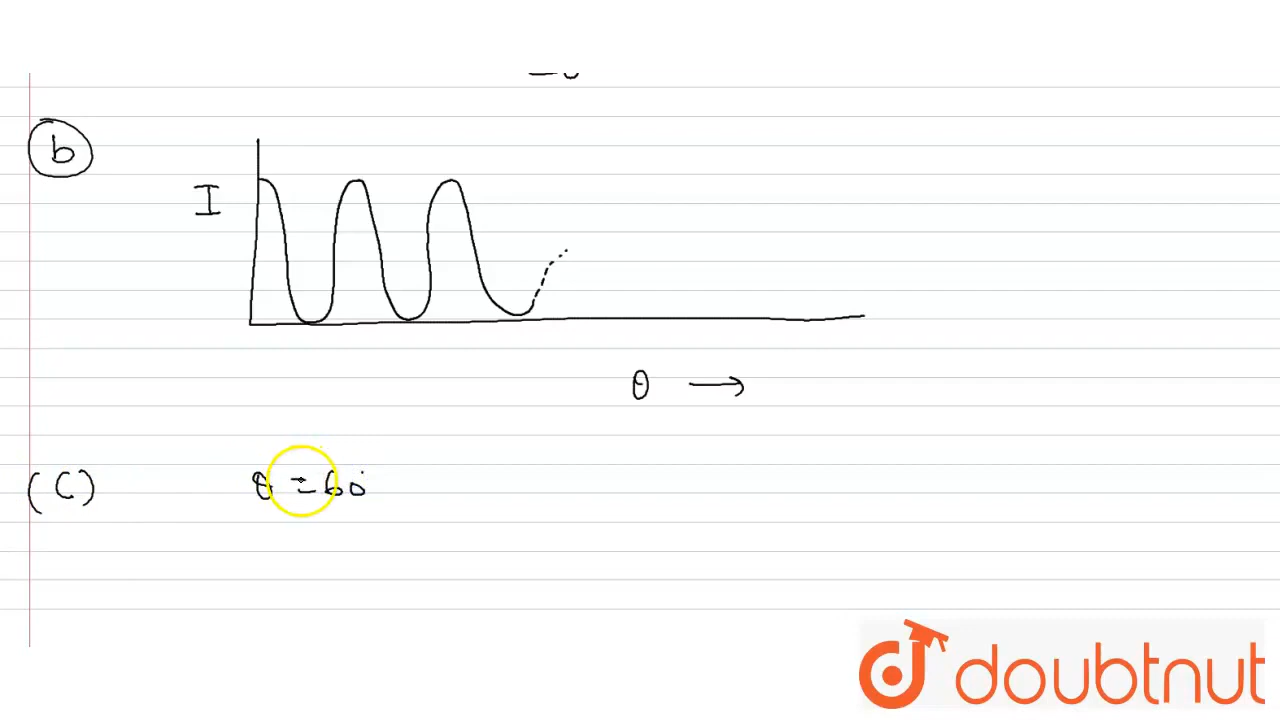 b
I
θ →
(C) θ = 60°
doubtnut